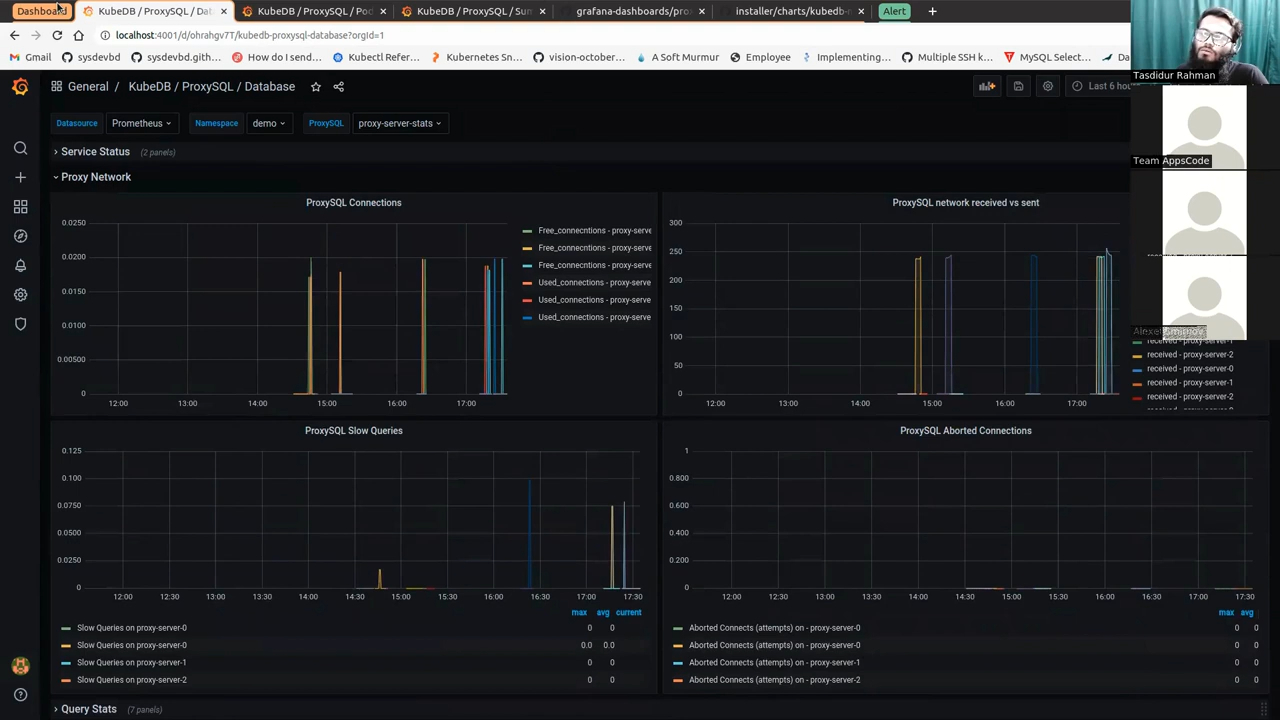 Dashboard
KubeDB / ProxySQL / Dat
KubeDB / ProxySQL / Pod
KubeDB / ProxySQL / Sum
grafana-dashboards/prox
installer/charts/kubedb-m
Alert
localhost:4001/d/ohrahgv7T/kubedb-proxysql-database?orgId=1
Gmail
sysdevbd
sysdevbd.git...
How do I send...
Kubectl Refer...
Kubernetes Sn...
vision-october...
A Soft Murmur
Employee
Implementing...
Multiple SSH k...
MySQL Select...
Da
Tasdidur Rahman
General / KubeDB / ProxySQL / Database
Last 6 hou
Datasource Prometheus
Namespace demo
ProxySQL proxy-server-stats
Team AppsCode
Service Status (2 panels)
Proxy Network
ProxySQL Connections
0.0250
0.0200
0.0150
0.0100
0.00500
0
12:00 13:00 14:00 15:00 16:00 17:00
Free_connecntions - proxy-serve
Free_connecntions - proxy-serve
Free_connecntions - proxy-serve
Used_connections - proxy-serve
Used_connections - proxy-serve
Used_connections - proxy-serve
ProxySQL network received vs sent
300
250
200
150
100
50
0
12:00 13:00 14:00 15:00 16:00 17:00
received - proxy-server-1
received - proxy-server-2
received - proxy-server-0
received - proxy-server-1
received - proxy-server-2
ProxySQL Slow Queries
0.125
0.100
0.0750
0.0500
0.0250
0
12:00 12:30 13:00 13:30 14:00 14:30 15:00 15:30 16:00 16:30 17:00 17:30
max avg current
Slow Queries on proxy-server-0 0 0
Slow Queries on proxy-server-0 0.0 0.0
Slow Queries on proxy-server-1 0 0
Slow Queries on proxy-server-2 0 0
ProxySQL Aborted Connections
1
0.800
0.600
0.400
0.200
0
12:00 12:30 13:00 13:30 14:00 14:30 15:00 15:30 16:00 16:30 17:00 17:30
max avg
Aborted Connects (attempts) on - proxy-server-0 0 0
Aborted Connects (attempts) on - proxy-server-0 0 0
Aborted Connects (attempts) on - proxy-server-1 0 0
Aborted Connects (attempts) on - proxy-server-2 0 0
Query Stats (7 panels)